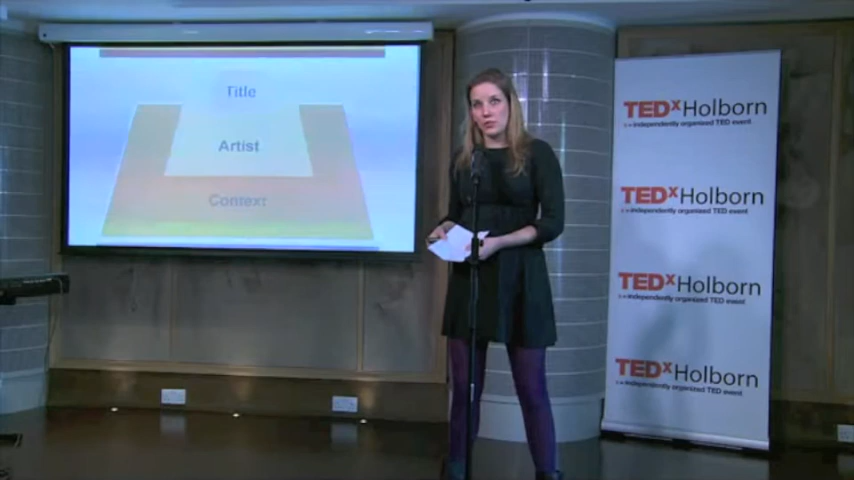 Title
Artist
Context
TEDxHolborn
x = independently organized TED event
TEDxHolborn
x = independently organized TED event
TEDxHolborn
x = independently organized TED event
TEDxHolborn
x = independently organized TED event